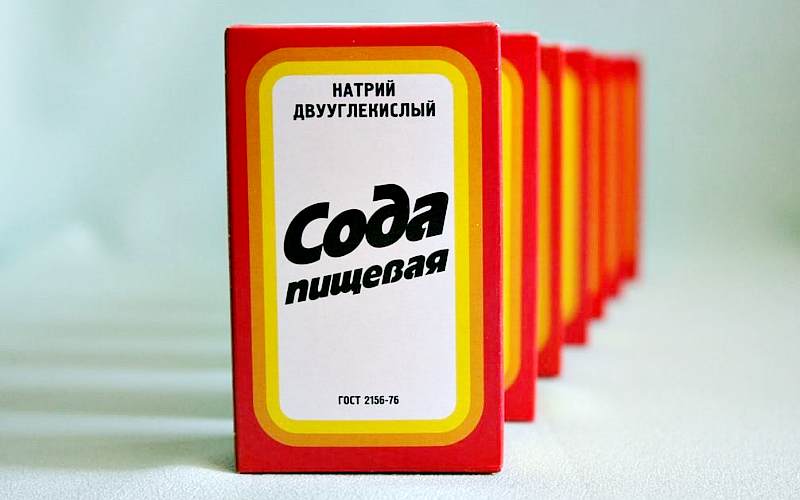 НАТРИЙ
ДВУУГЛЕКИСЛЫЙ
Сода
пищевая
ГОСТ 2156-76